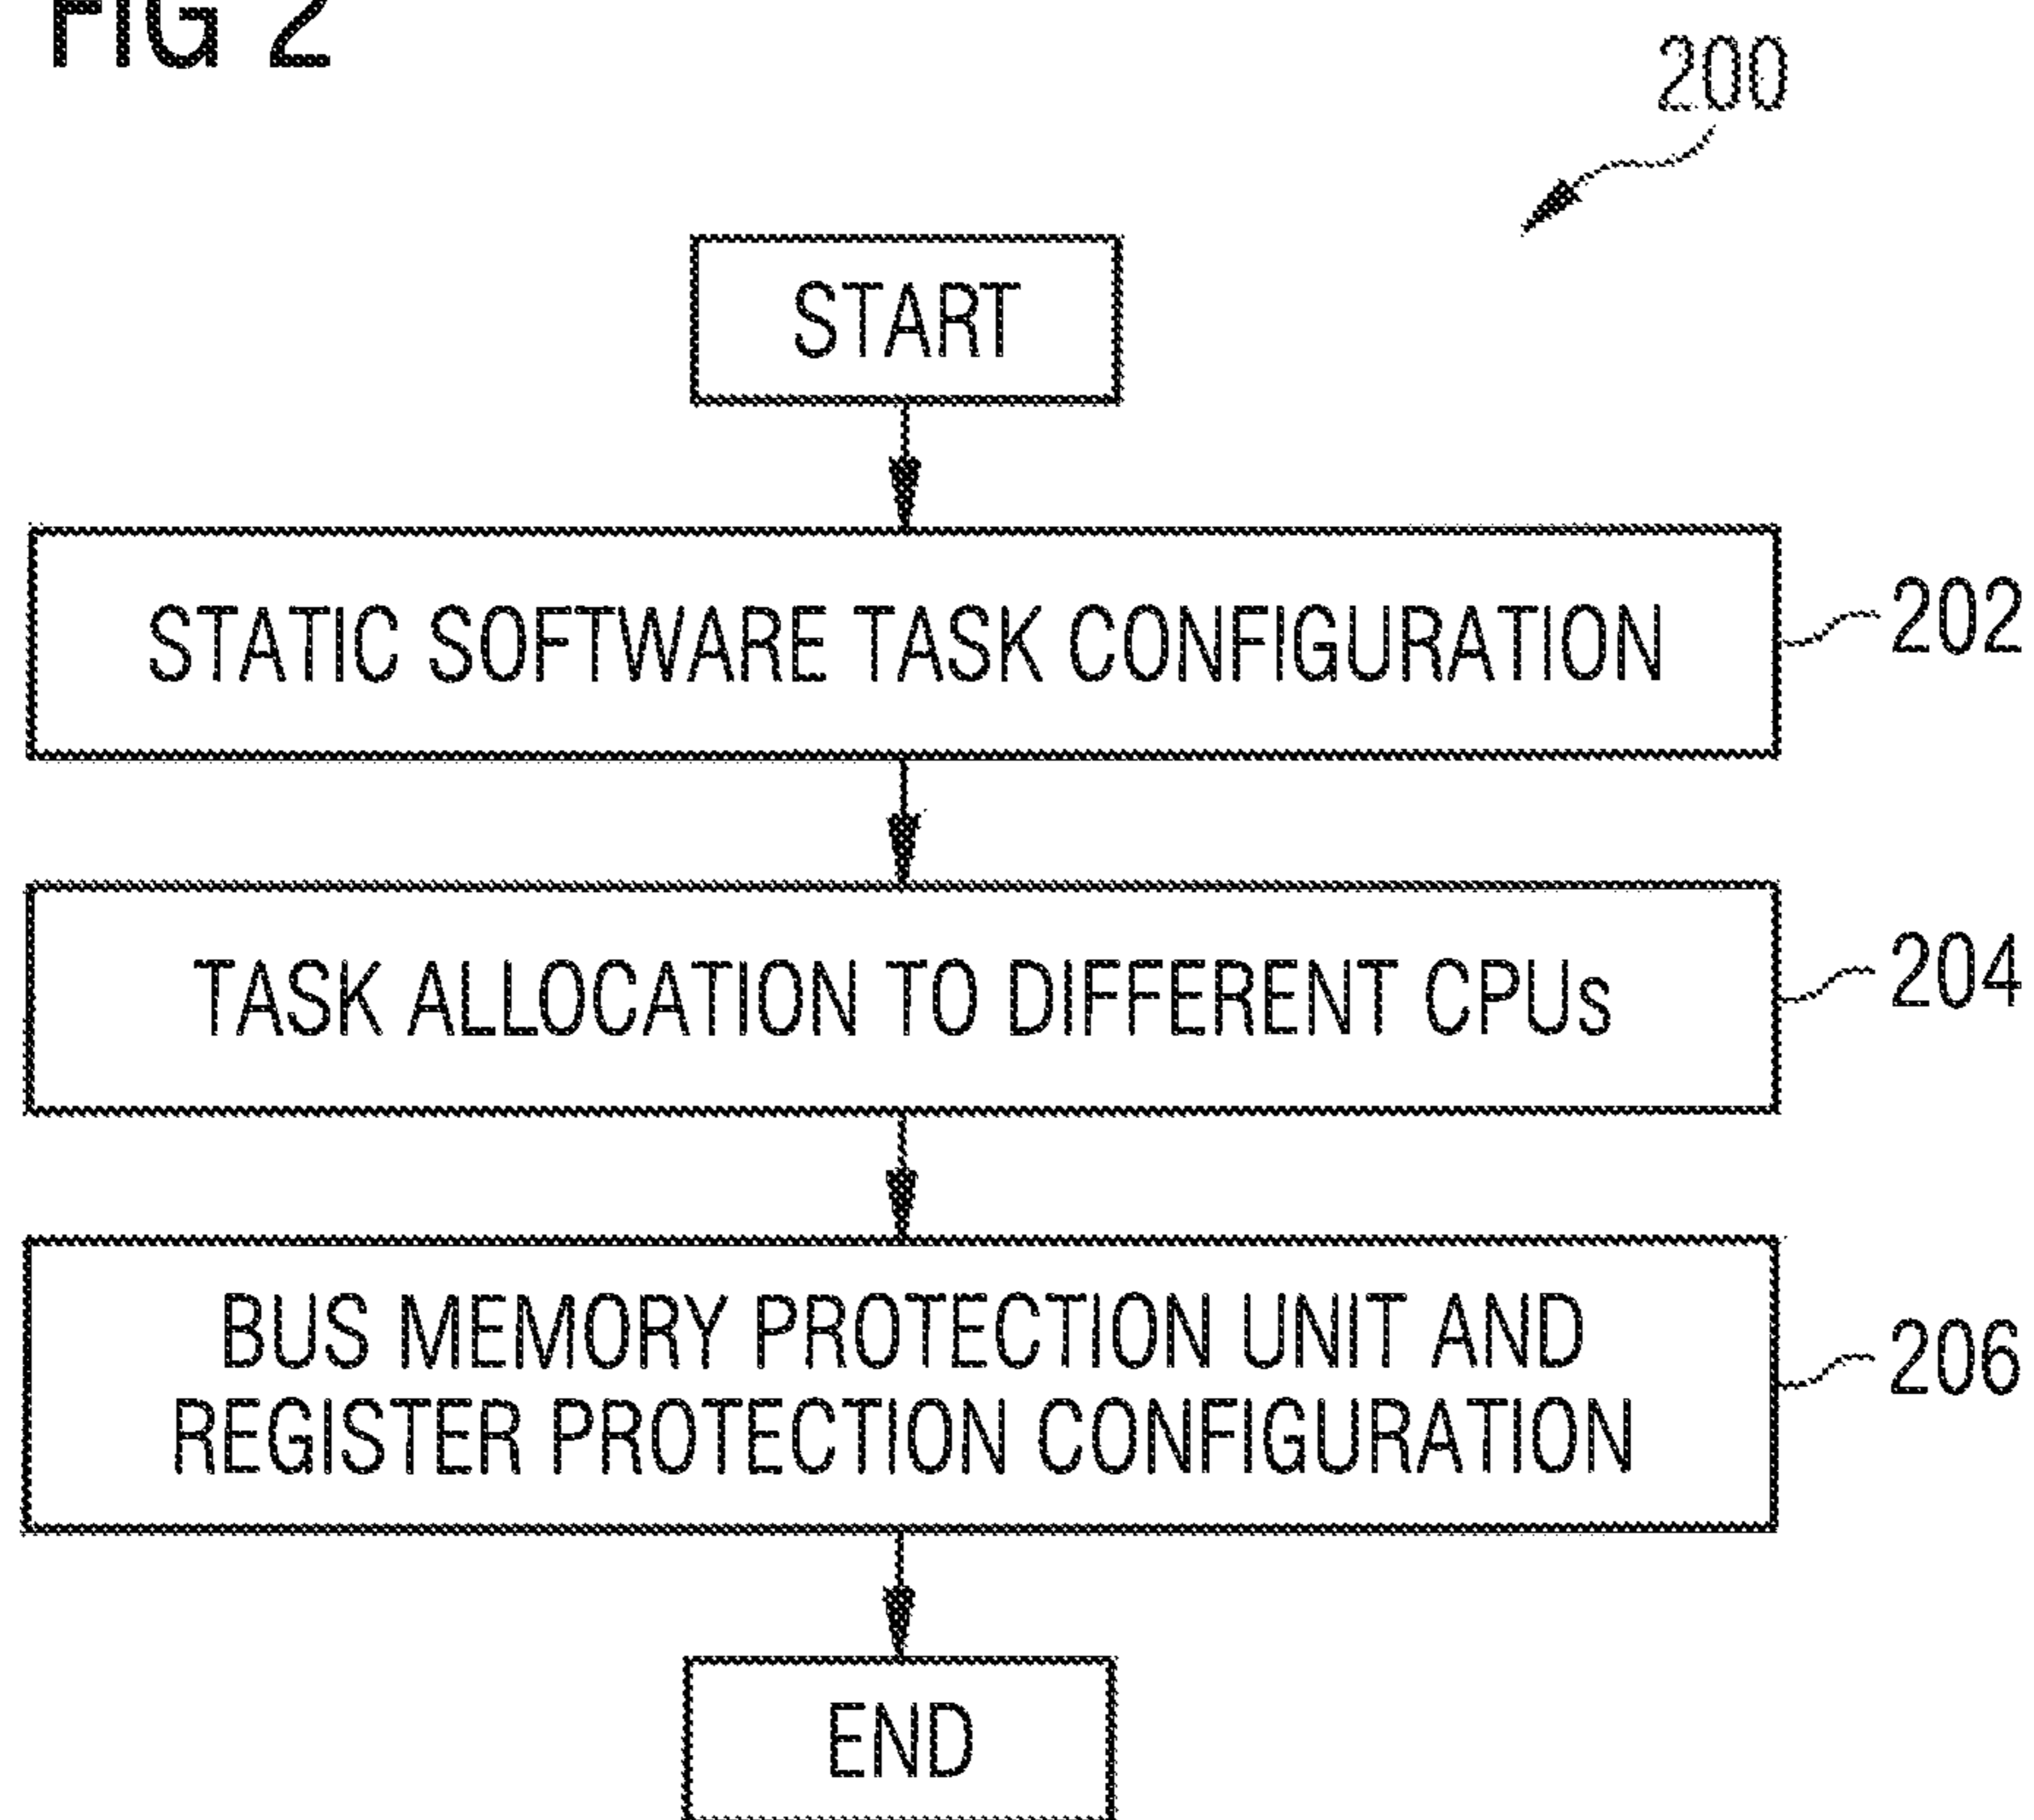 FIG 2
200
START
STATIC SOFTWARE TASK CONFIGURATION
202
TASK ALLOCATION TO DIFFERENT CPUs
204
BUS MEMORY PROTECTION UNIT AND
REGISTER PROTECTION CONFIGURATION
206
END